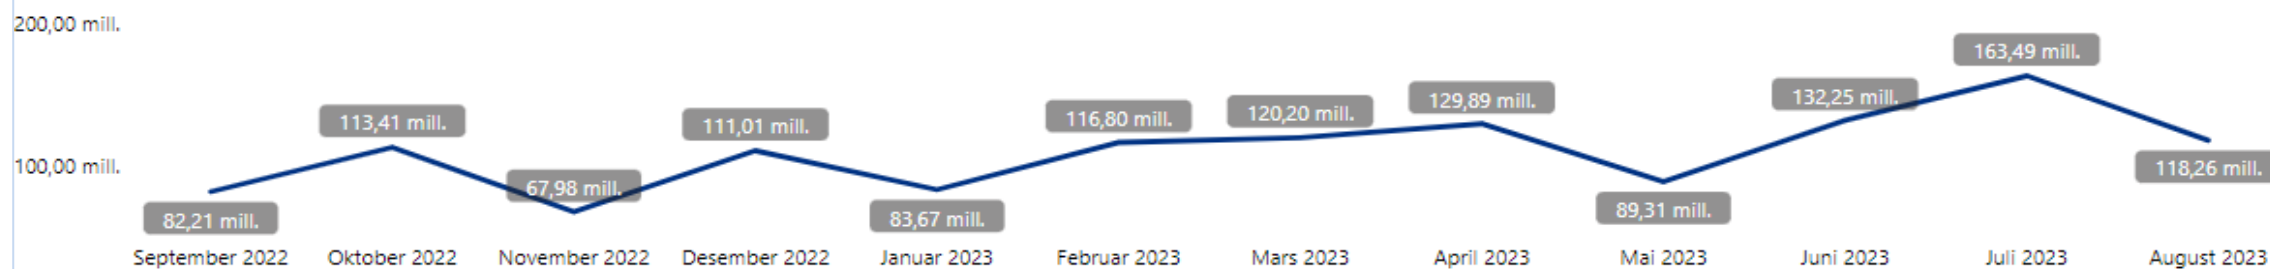 200,00 mill.
100,00 mill.
82,21 mill.
113,41 mill.
67,98 mill.
111,01 mill.
83,67 mill.
116,80 mill.
120,20 mill.
129,89 mill.
89,31 mill.
132,25 mill.
163,49 mill.
118,26 mill.
September 2022 Oktober 2022 November 2022 Desember 2022 Januar 2023 Februar 2023 Mars 2023 April 2023 Mai 2023 Juni 2023 Juli 2023 August 2023